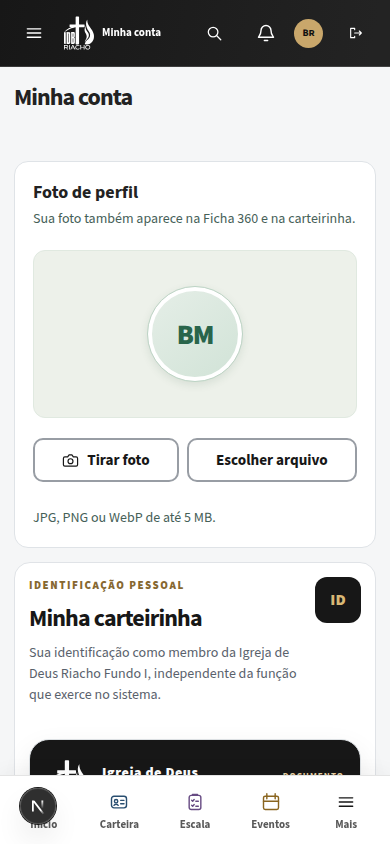 IDB
RIACHO
Minha conta
BR
Minha conta
Foto de perfil
Sua foto também aparece na Ficha 360 e na carteirinha.
BM
Tirar foto
Escolher arquivo
JPG, PNG ou WebP de até 5 MB.
IDENTIFICAÇÃO PESSOAL
ID
Minha carteirinha
Sua identificação como membro da Igreja de
Deus Riacho Fundo I, independente da função
que exerce no sistema.
Igreja de Deus
DOCUMENTO
N
Início
Carteira
Escala
Eventos
Mais